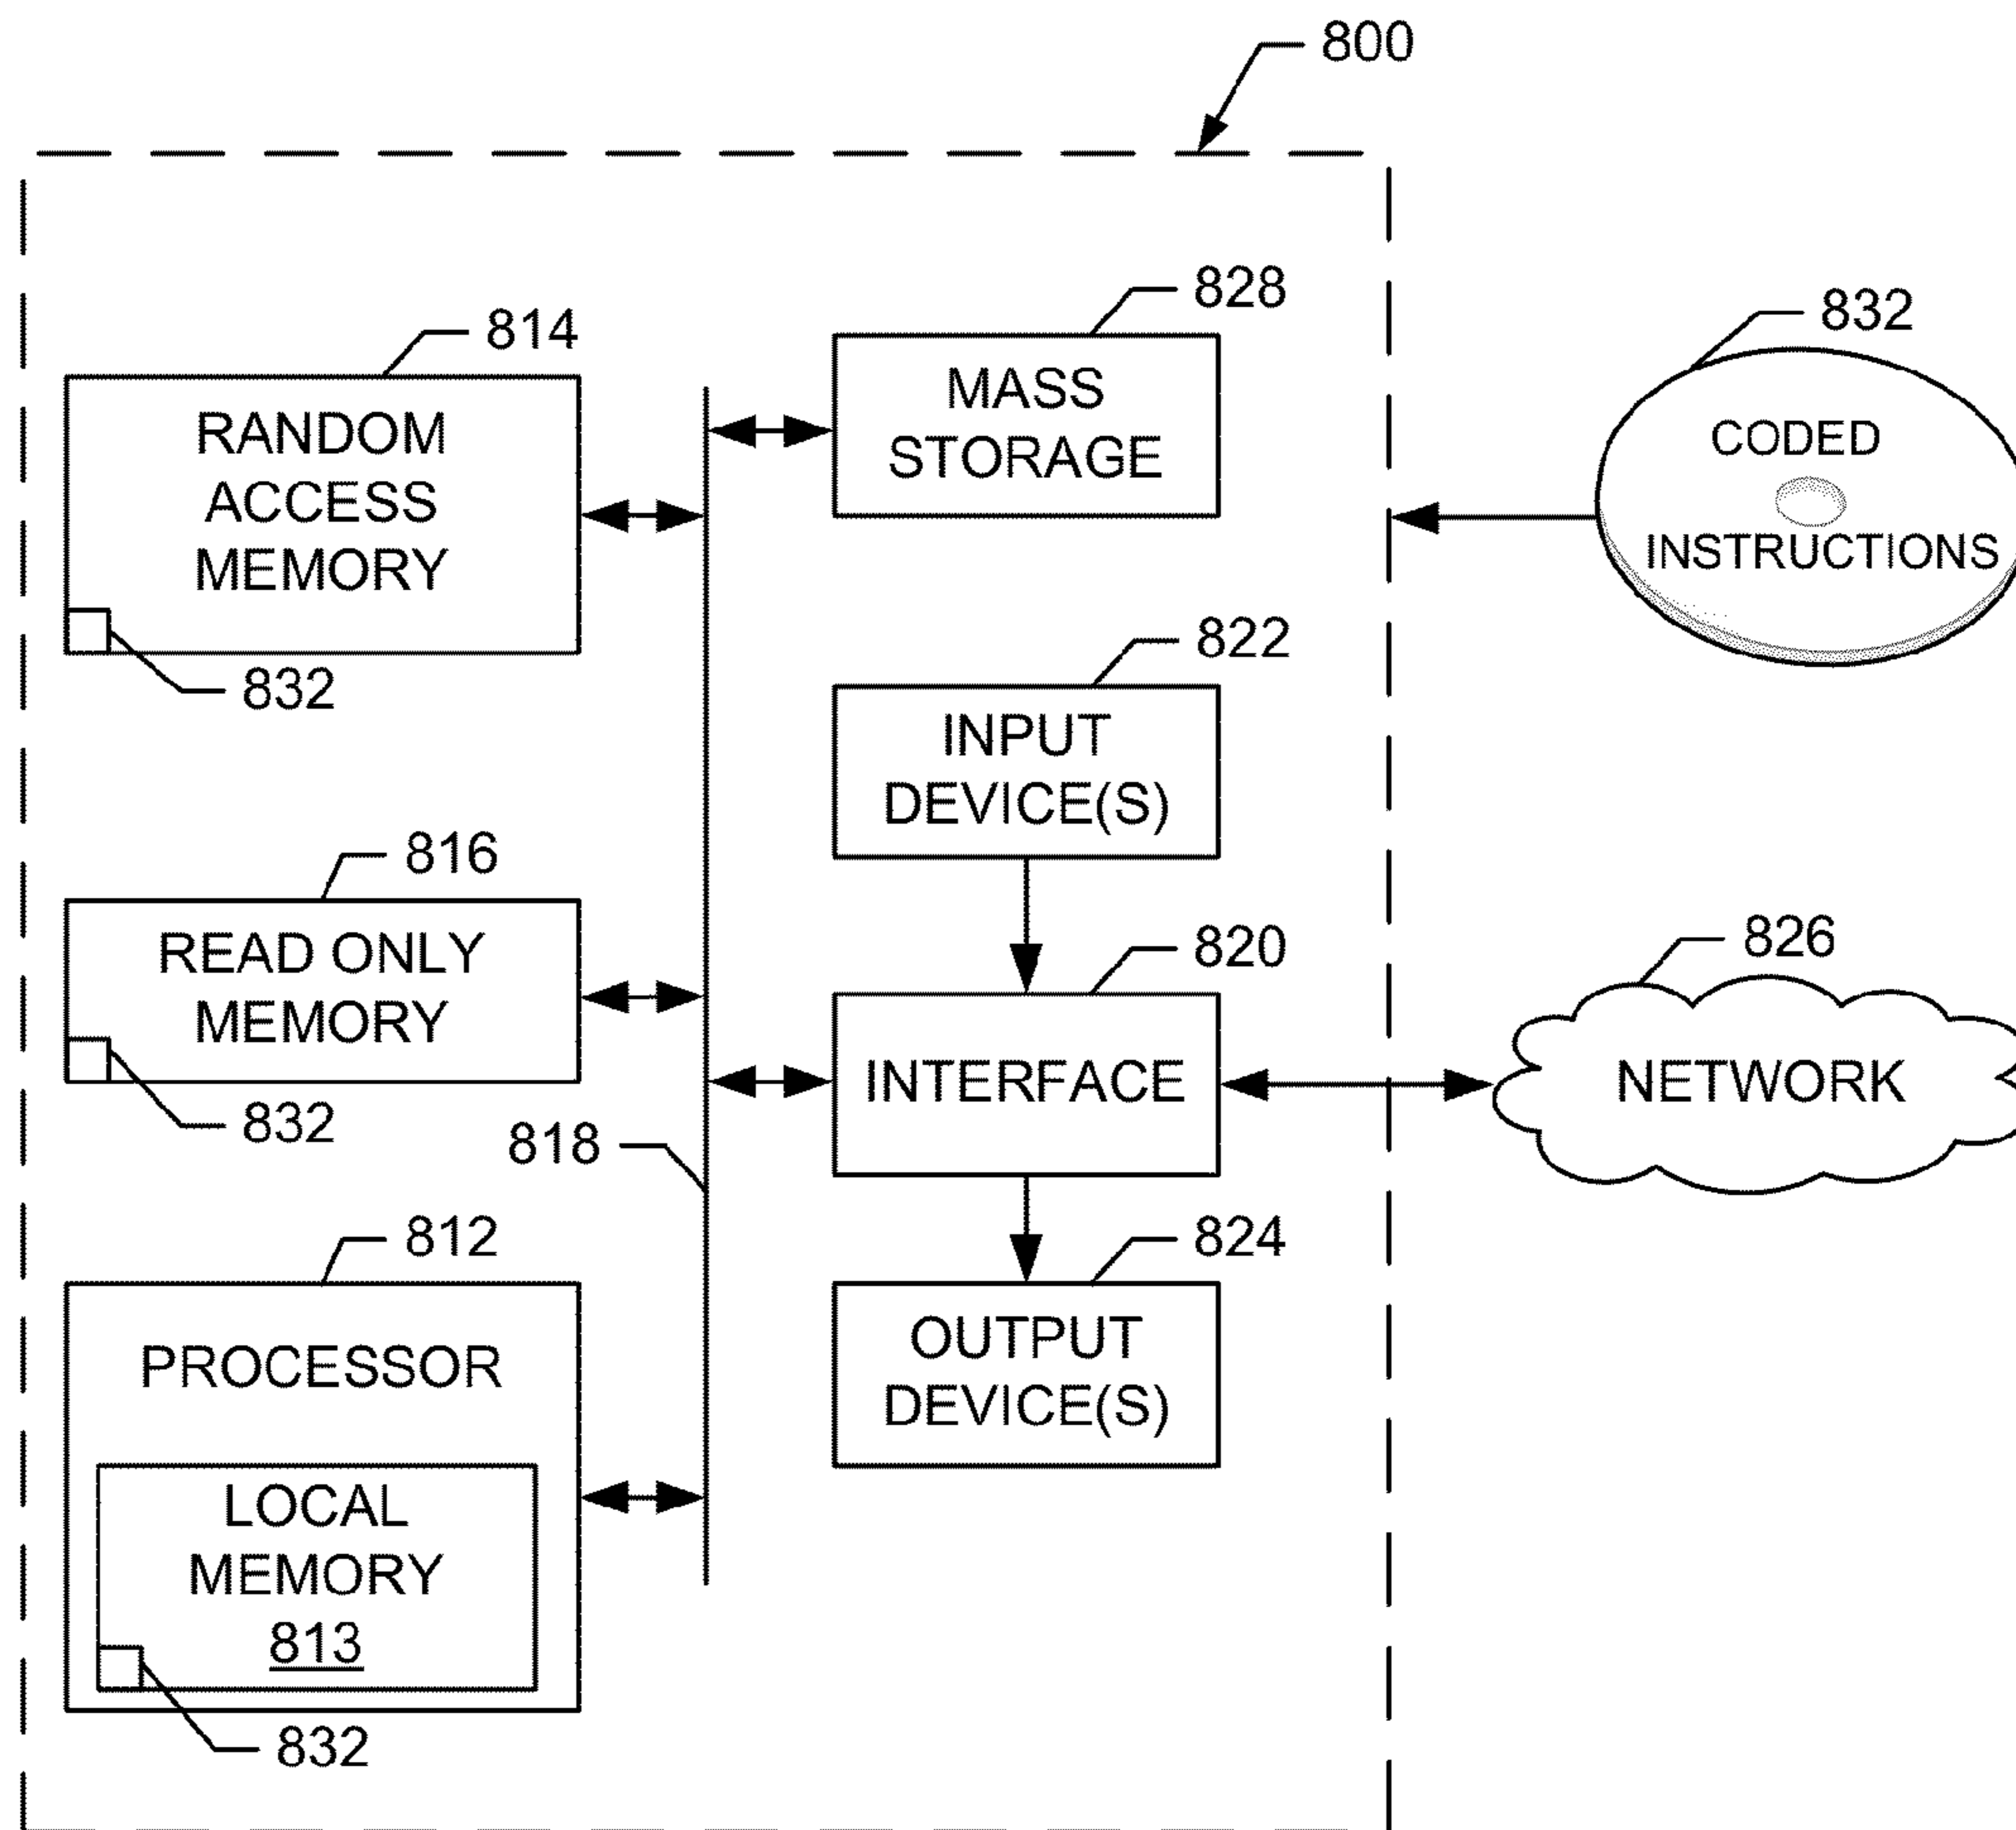 800
814
RANDOM
ACCESS
MEMORY
832
816
READ ONLY
MEMORY
832
818
812
PROCESSOR
LOCAL
MEMORY
813
832
828
MASS
STORAGE
822
INPUT
DEVICE(S)
820
INTERFACE
824
OUTPUT
DEVICE(S)
832
CODED
INSTRUCTIONS
826
NETWORK